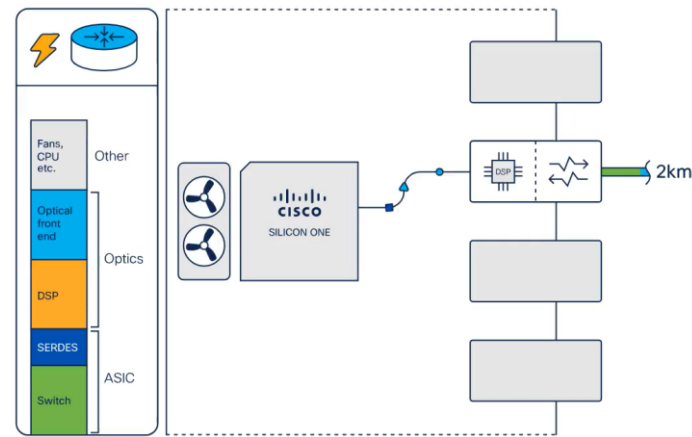 Fans,
CPU
etc.
Other
Optical
front
end
Optics
DSP
SERDES
ASIC
Switch
CISCO
SILICON ONE
DSP
2km